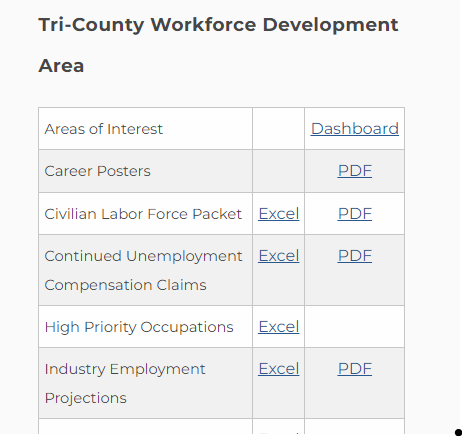 Tri-County Workforce Development
Area
Areas of Interest Dashboard
Career Posters PDF
Civilian Labor Force Packet Excel PDF
Continued Unemployment Excel PDF
Compensation Claims
High Priority Occupations Excel
Industry Employment Excel PDF
Projections